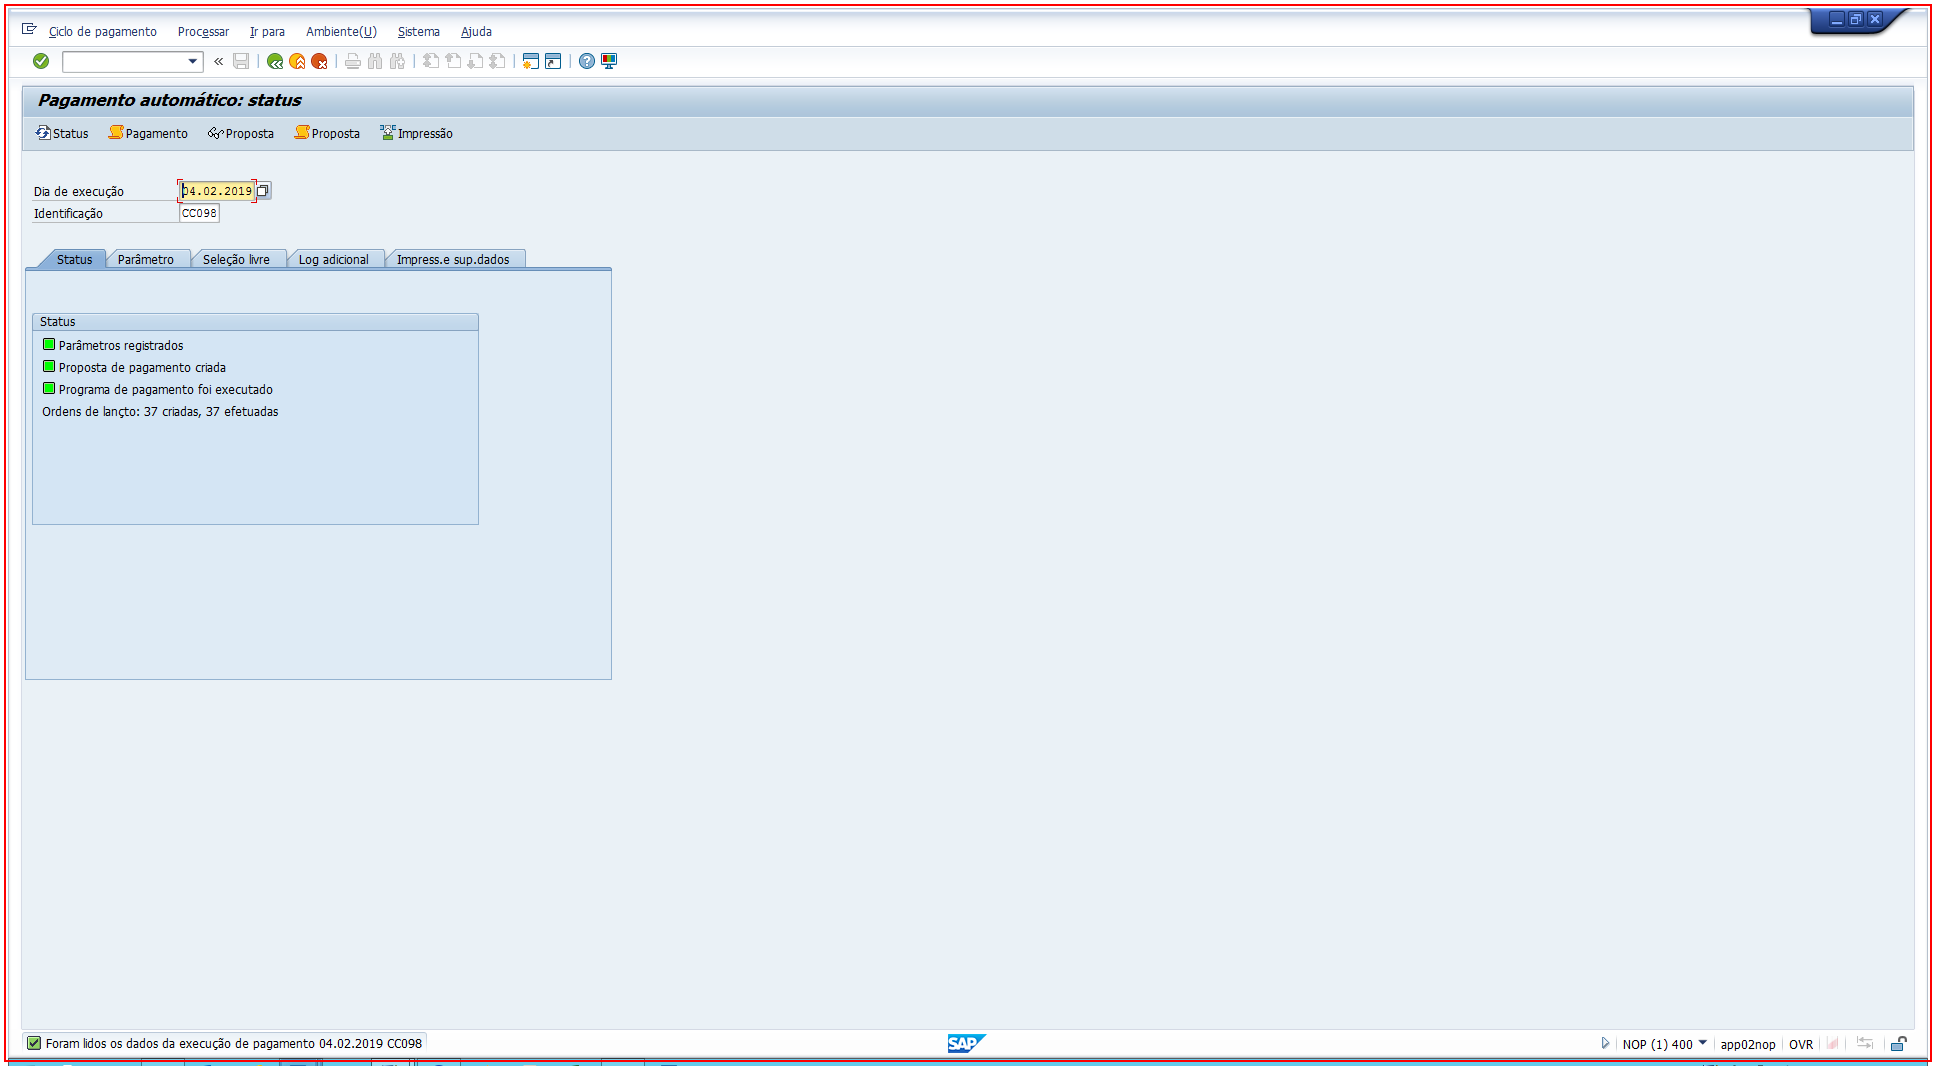 Ciclo de pagamento Processar Ir para Ambiente(U) Sistema Ajuda
Pagamento automático: status
Status Pagamento Proposta Proposta Impressão
Dia de execução 04.02.2019
Identificação CC098
Status Parâmetro Seleção livre Log adicional Impress.e sup.dados
Status
Parâmetros registrados
Proposta de pagamento criada
Programa de pagamento foi executado
Ordens de lançto: 37 criadas, 37 efetuadas
Foram lidos os dados da execução de pagamento 04.02.2019 CC098 SAP NOP (1) 400 app02nop OVR